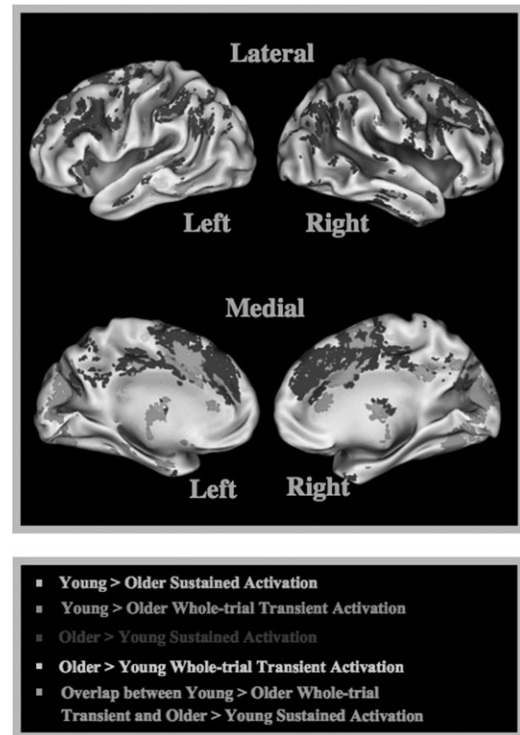 Lateral
Left Right
Medial
Left Right
Young > Older Sustained Activation
Young > Older Whole-trial Transient Activation
Older > Young Sustained Activation
Older > Young Whole-trial Transient Activation
Overlap between Young > Older Whole-trial
Transient and Older > Young Sustained Activation